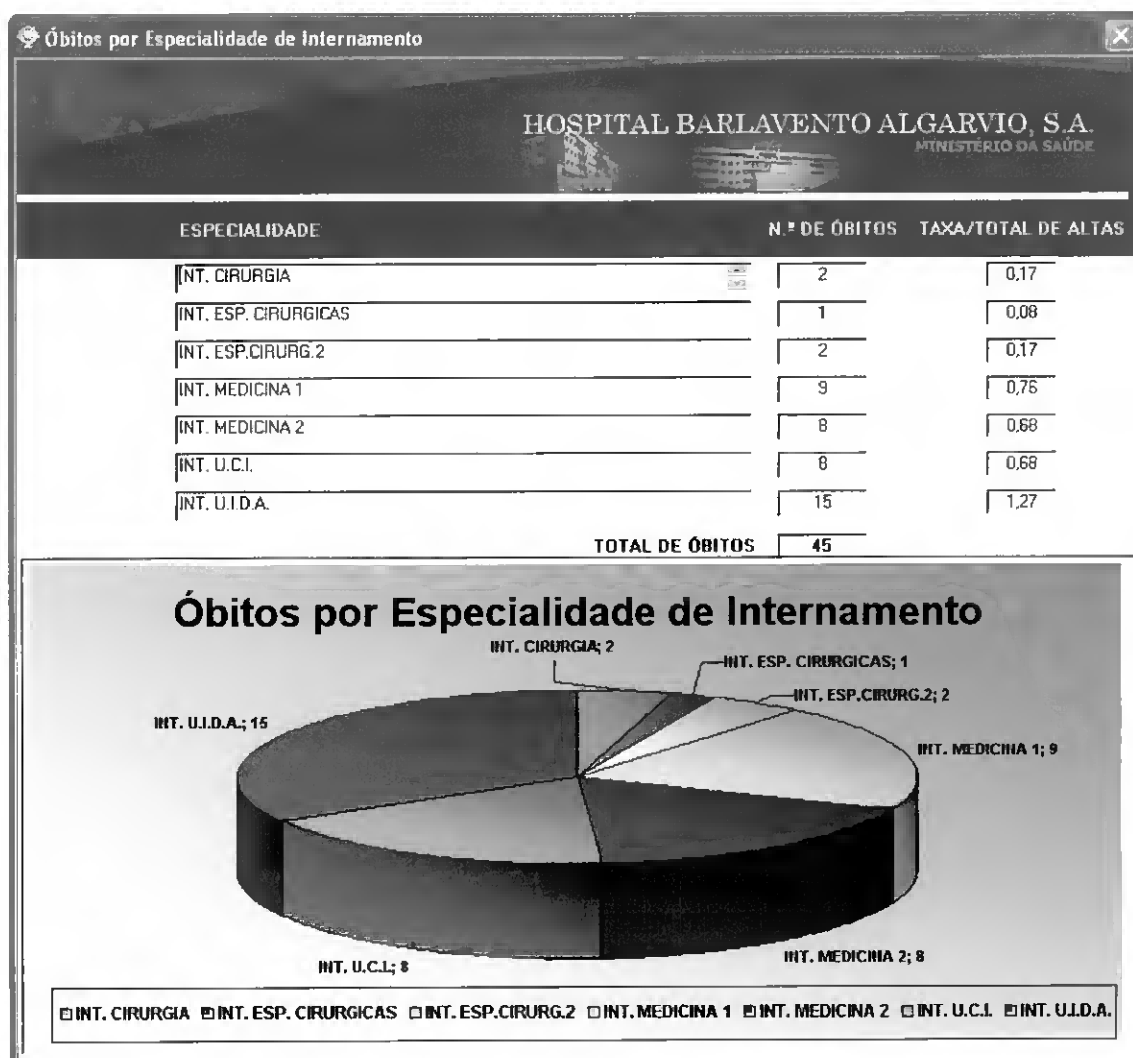 Óbitos por Especialidade de Internamento
HOSPITAL BARLAVENTO ALGARVIO, S.A.
MINISTÉRIO DA SAÚDE
ESPECIALIDADE N.º DE ÓBITOS TAXA/TOTAL DE ALTAS
INT. CIRURGIA 2 0,17
INT. ESP. CIRURGICAS 1 0,08
INT. ESP.CIRURG.2 2 0,17
INT. MEDICINA 1 9 0,76
INT. MEDICINA 2 8 0,68
INT. U.C.I. 8 0,68
INT. U.I.D.A. 15 1,27
TOTAL DE ÓBITOS 45
Óbitos por Especialidade de Internamento
INT. CIRURGIA; 2
INT. ESP. CIRURGICAS; 1
INT. ESP.CIRURG.2; 2
INT. U.I.D.A.; 15
INT. MEDICINA 1; 9
INT. MEDICINA 2; 8
INT. U.C.I.; 8
INT. CIRURGIA INT. ESP. CIRURGICAS INT. ESP.CIRURG.2 INT. MEDICINA 1 INT. MEDICINA 2 INT. U.C.I. INT. U.I.D.A.